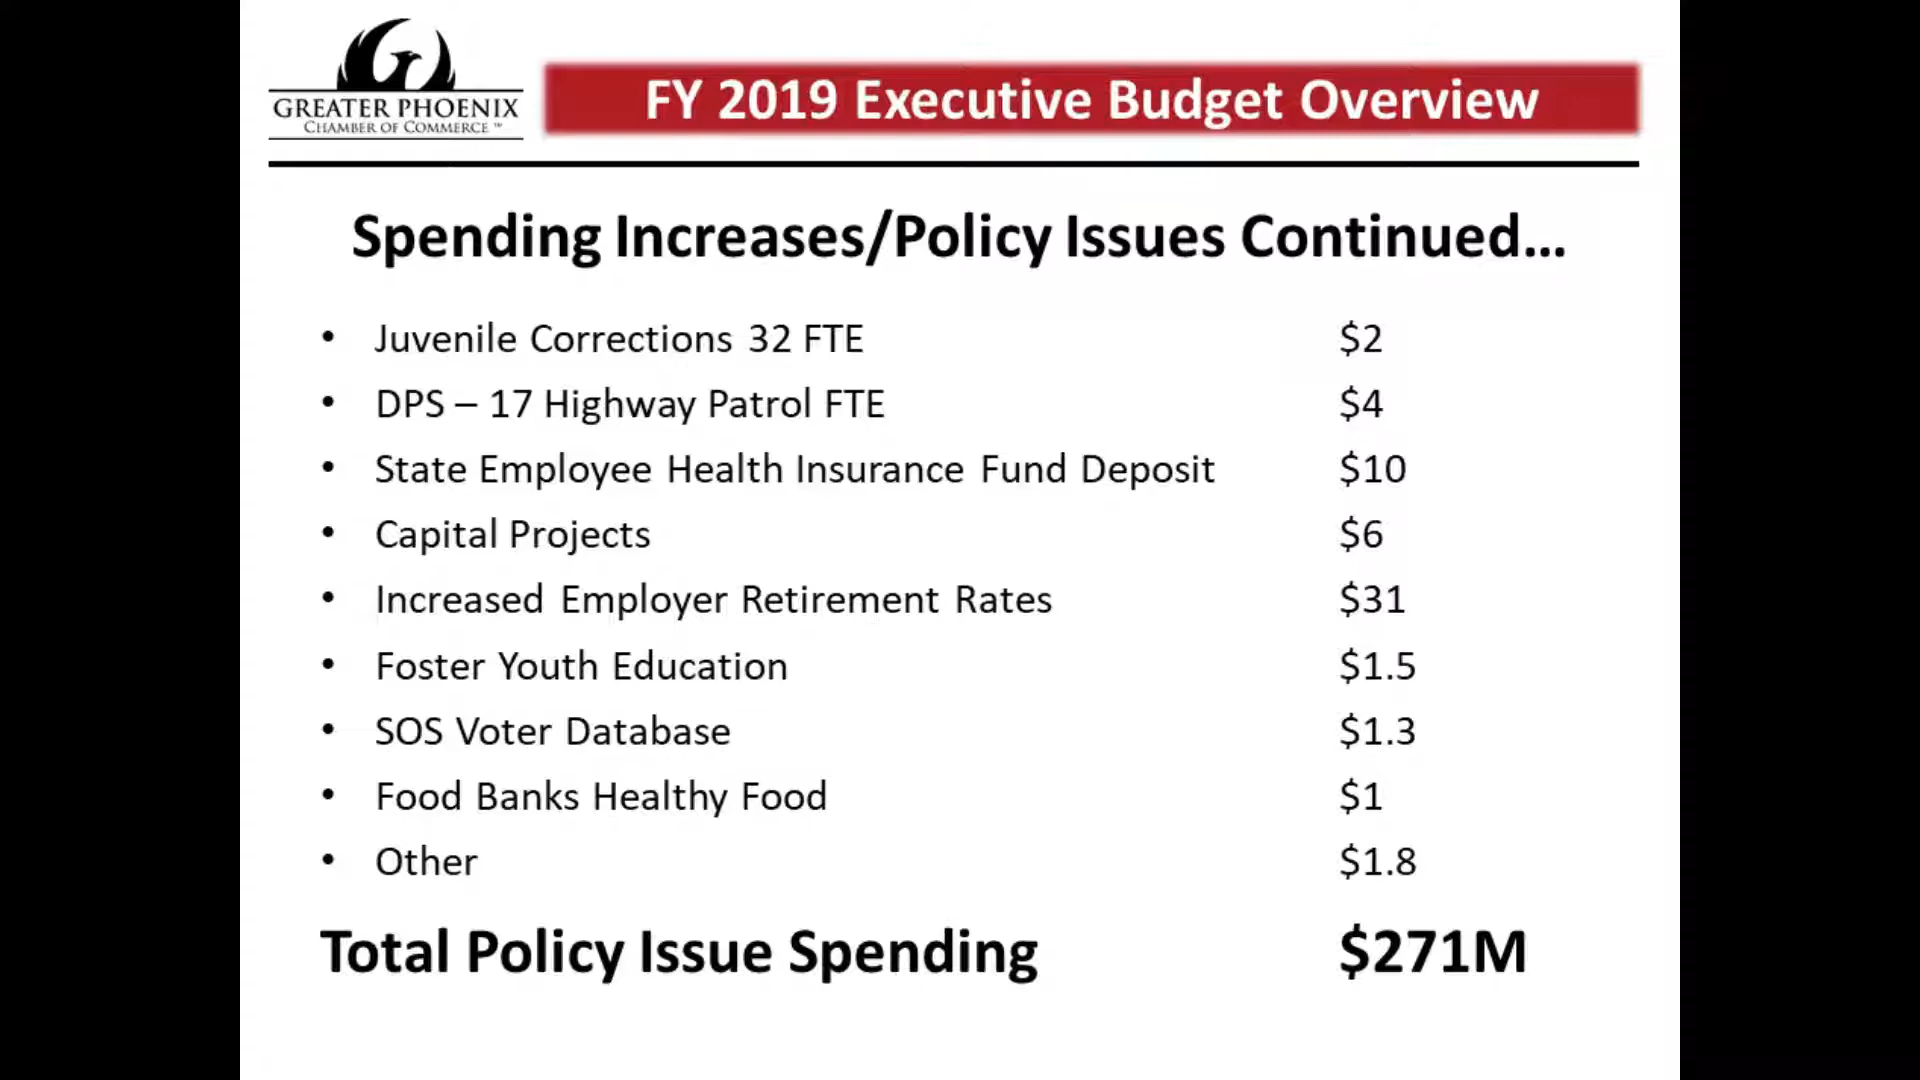 GREATER PHOENIX
CHAMBER OF COMMERCE ™
FY 2019 Executive Budget Overview
Spending Increases/Policy Issues Continued...
• Juvenile Corrections 32 FTE $2
• DPS – 17 Highway Patrol FTE $4
• State Employee Health Insurance Fund Deposit $10
• Capital Projects $6
• Increased Employer Retirement Rates $31
• Foster Youth Education $1.5
• SOS Voter Database $1.3
• Food Banks Healthy Food $1
• Other $1.8
Total Policy Issue Spending $271M